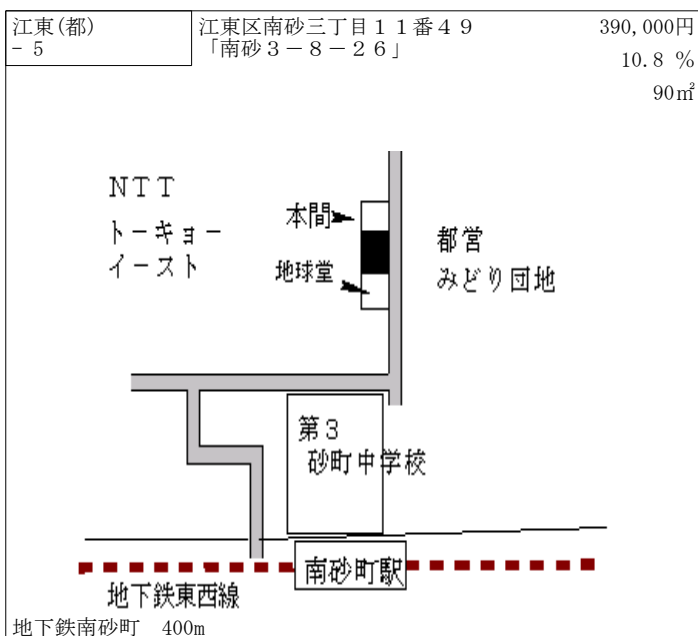 江東(都)
- 5
江東区南砂三丁目１１番４９
「南砂３－８－２６」
390,000円
10.8 %
90㎡
ＮＴＴ
トーキョー
イースト
本間
地球堂
都営
みどり団地
第３
砂町中学校
南砂町駅
地下鉄東西線
地下鉄南砂町　400m